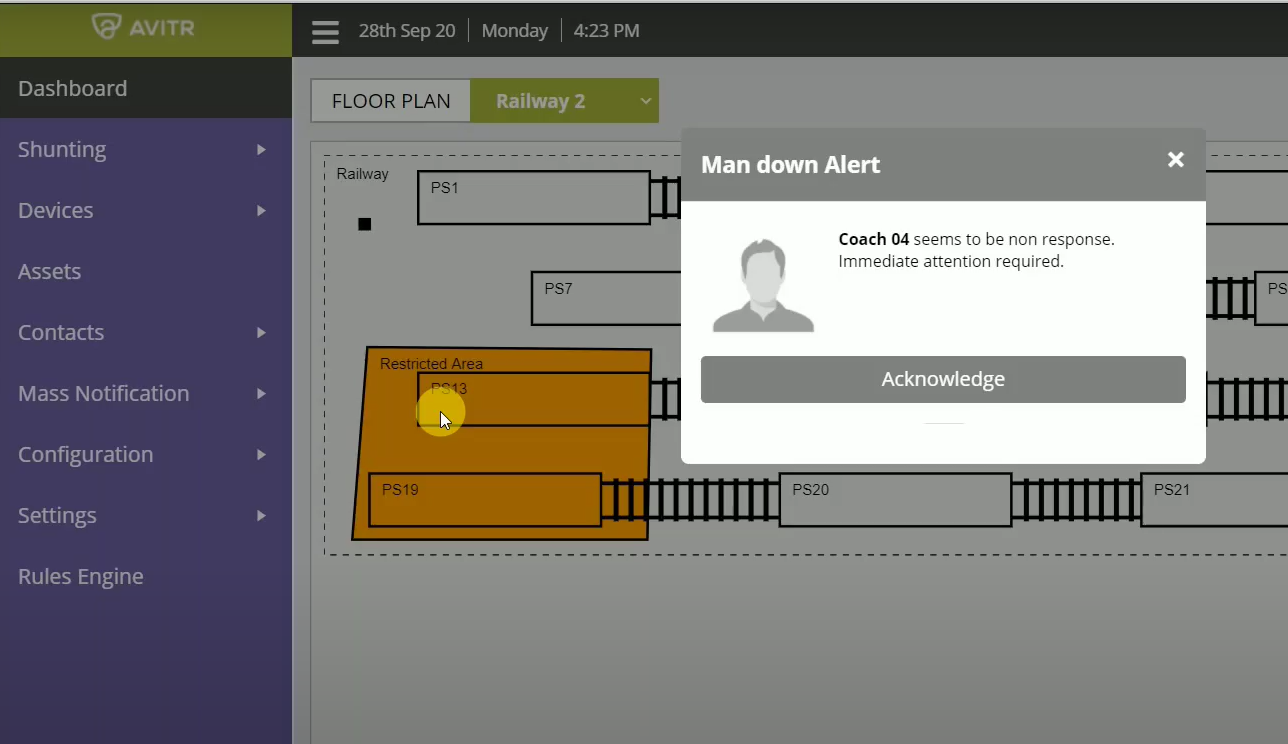 AVITR
28th Sep 20 Monday 4:23 PM
Dashboard
Shunting
Devices
Assets
Contacts
Mass Notification
Configuration
Settings
Rules Engine
FLOOR PLAN Railway 2
Railway
PS1
PS7
PS
Restricted Area
PS13
PS19
PS20
PS21
Man down Alert
Coach 04 seems to be non response.
Immediate attention required.
Acknowledge